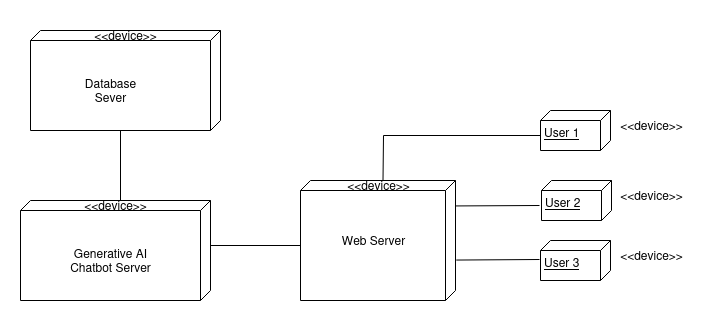 <<device>>
Database
Sever
<<device>>
Generative AI
Chatbot Server
<<device>>
Web Server
User 1
<<device>>
User 2
<<device>>
User 3
<<device>>